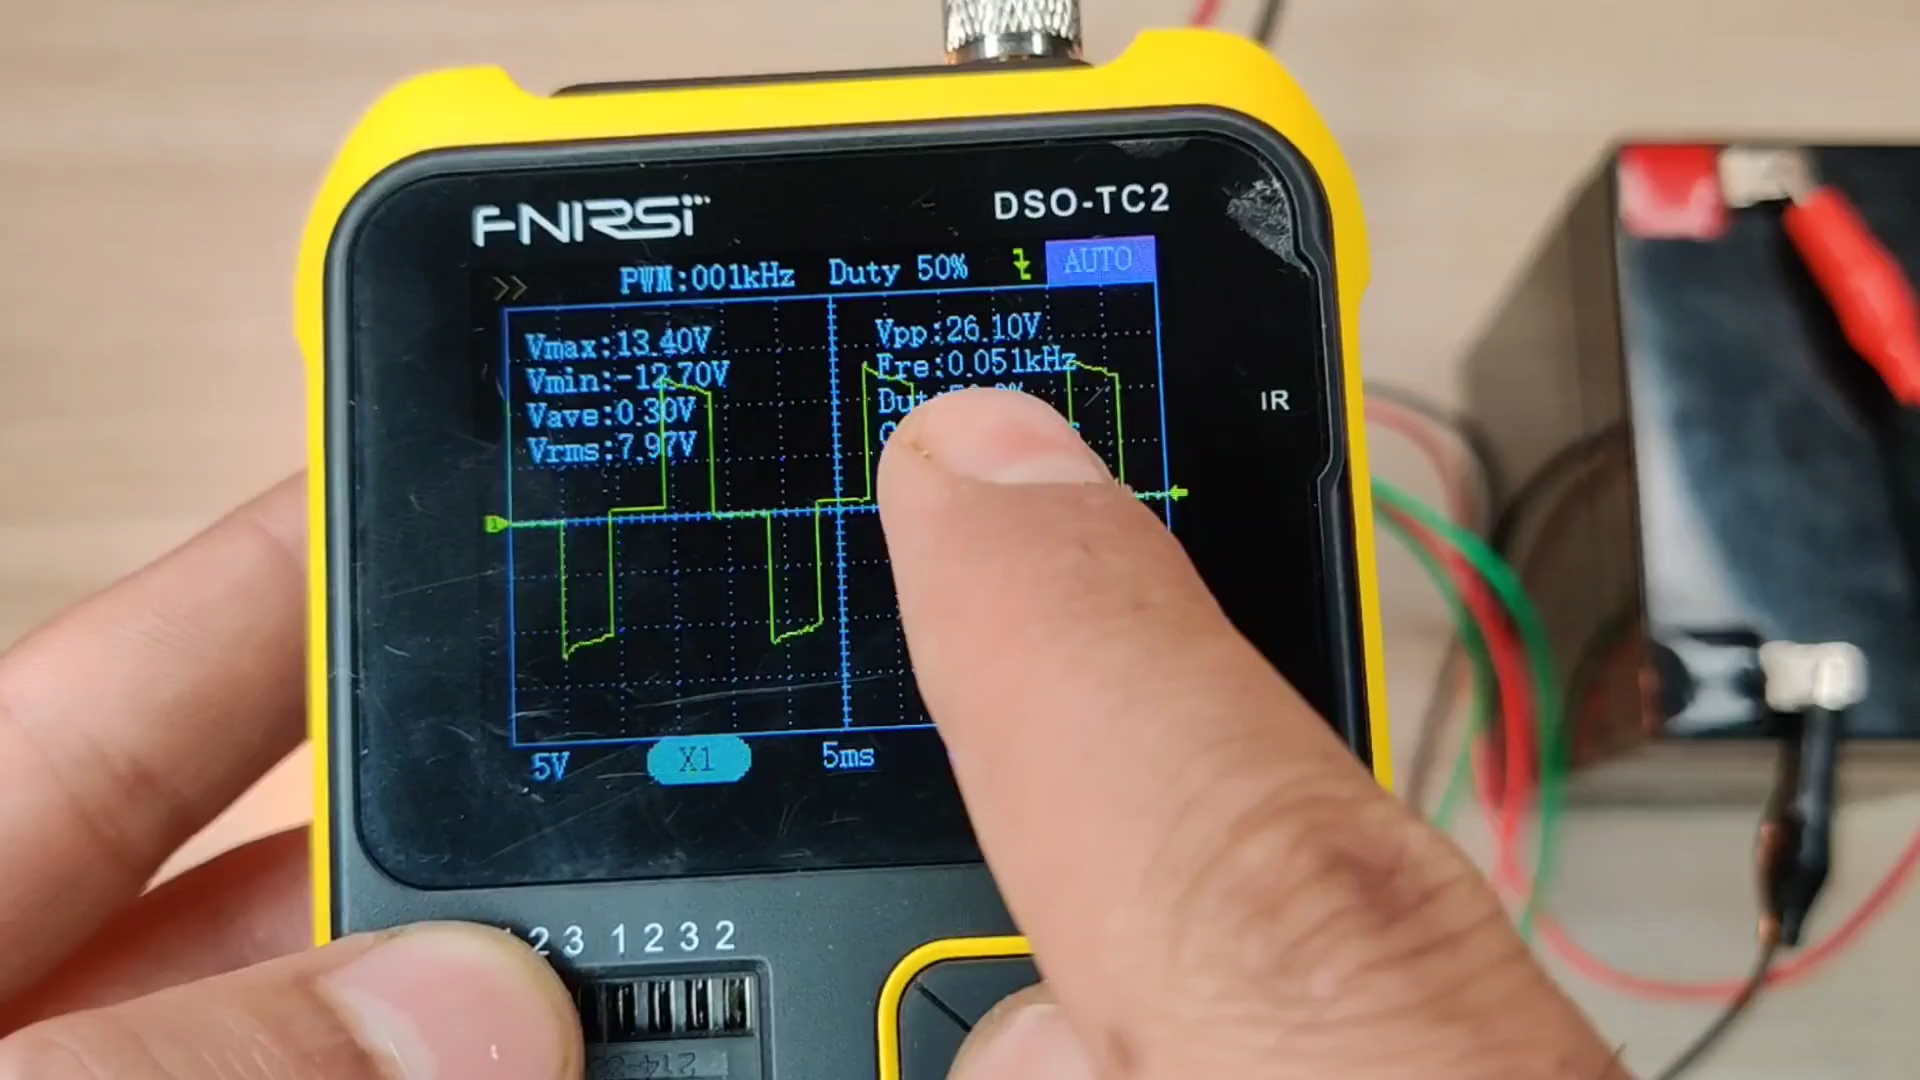 FNIRSI
DSO-TC2
>> PWM:001kHz Duty 50% AUTO
Vmax:13.40V Vpp:26.10V
Vmin:-12.70V Fre:0.051kHz
Vave:0.30V
Vrms:7.97V
IR
1
5V X1 5ms
2 3 1 2 3 2